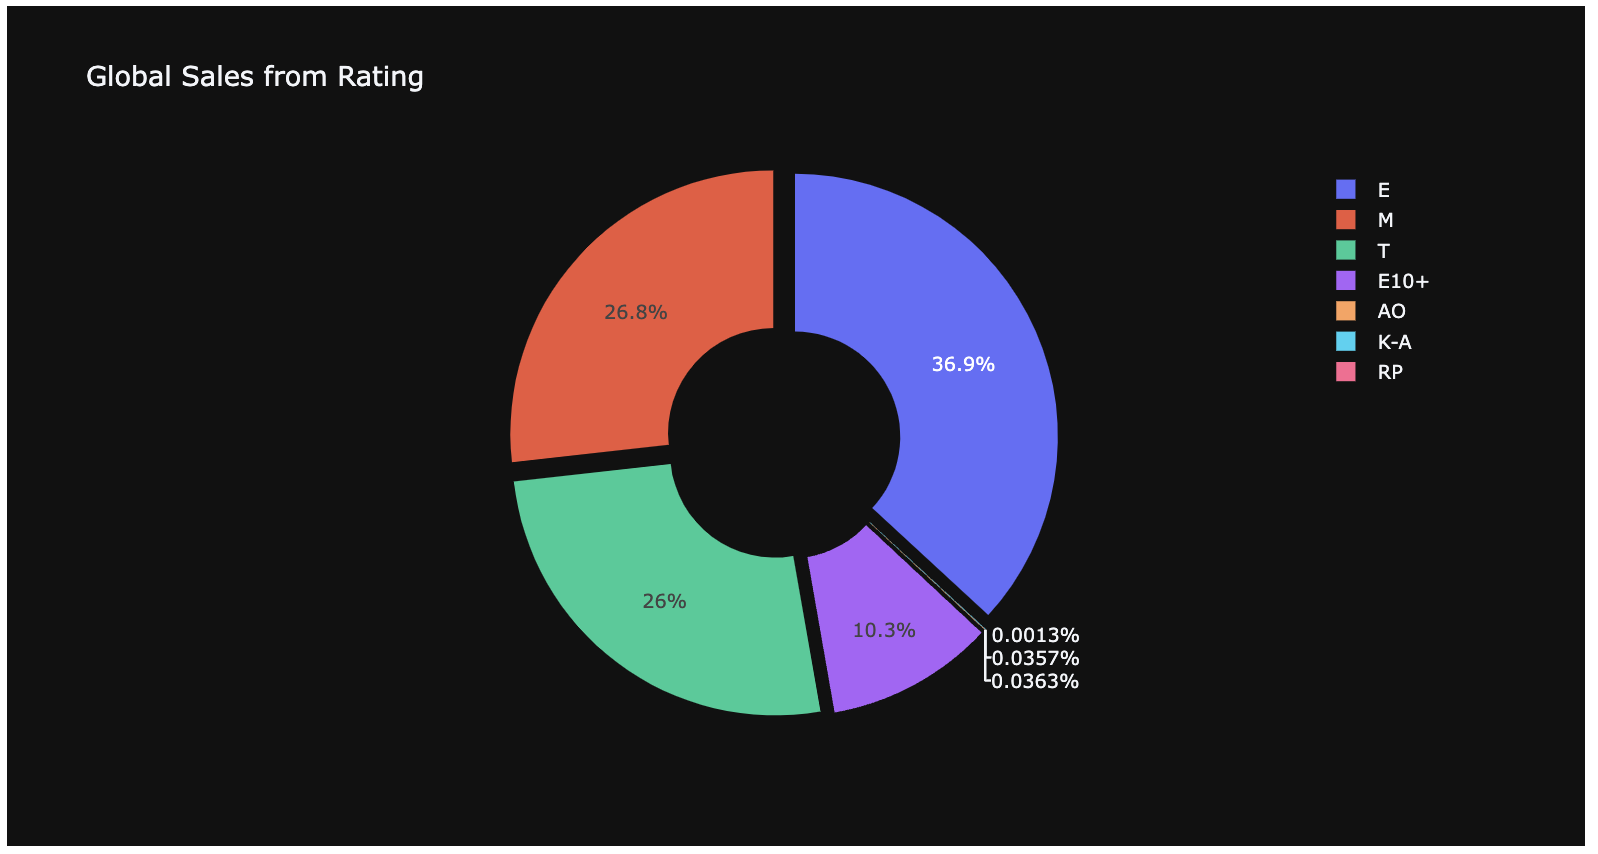 Global Sales from Rating
E
M
T
E10+
AO
K-A
RP
26.8%
36.9%
26%
10.3%
0.0013%
0.0357%
0.0363%